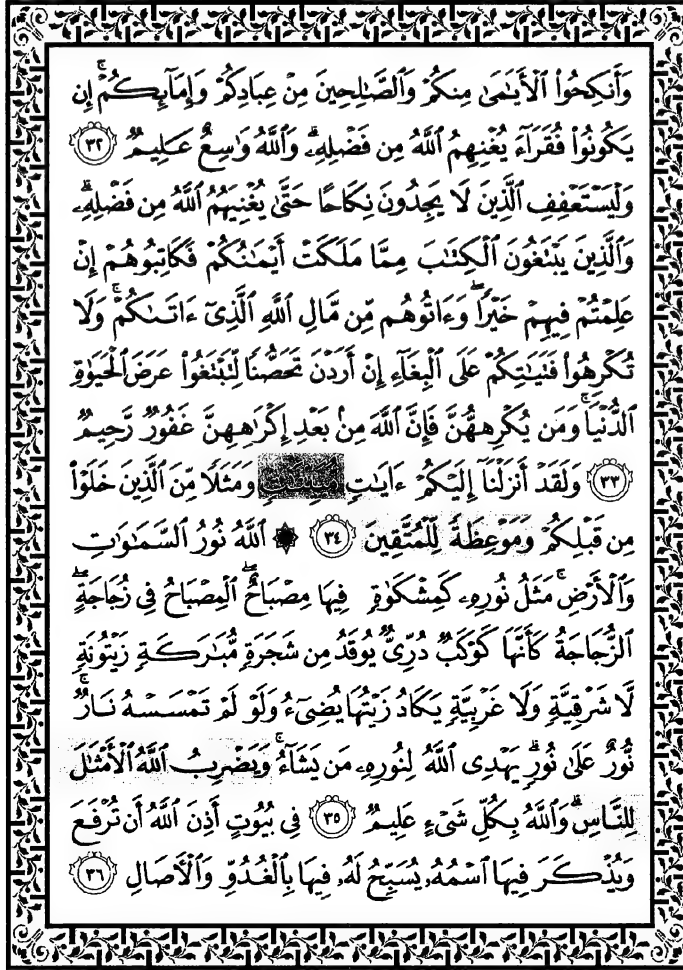 وَأَنكِحُوا۟ ٱلْأَيَـٰمَىٰ مِنكُمْ وَٱلصَّـٰلِحِينَ مِنْ عِبَادِكُمْ وَإِمَآئِكُمْ ۚ إِن
يَكُونُوا۟ فُقَرَآءَ يُغْنِهِمُ ٱللَّهُ مِن فَضْلِهِۦ ۗ وَٱللَّهُ وَٰسِعٌ عَلِيمٌ ﴿٣٢﴾
وَلْيَسْتَعْفِفِ ٱلَّذِينَ لَا يَجِدُونَ نِكَاحًا حَتَّىٰ يُغْنِيَهُمُ ٱللَّهُ مِن فَضْلِهِۦ ۗ
وَٱلَّذِينَ يَبْتَغُونَ ٱلْكِتَـٰبَ مِمَّا مَلَكَتْ أَيْمَـٰنُكُمْ فَكَاتِبُوهُمْ إِنْ
عَلِمْتُمْ فِيهِمْ خَيْرًا ۖ وَءَاتُوهُم مِّن مَّالِ ٱللَّهِ ٱلَّذِىٓ ءَاتَىٰكُمْ ۚ وَلَا
تُكْرِهُوا۟ فَتَيَـٰتِكُمْ عَلَى ٱلْبِغَآءِ إِنْ أَرَدْنَ تَحَصُّنًا لِّتَبْتَغُوا۟ عَرَضَ ٱلْحَيَوٰةِ
ٱلدُّنْيَا ۚ وَمَن يُكْرِههُّنَّ فَإِنَّ ٱللَّهَ مِنۢ بَعْدِ إِكْرَٰهِهِنَّ غَفُورٌ رَّحِيمٌ
﴿٣٣﴾ وَلَقَدْ أَنزَلْنَآ إِلَيْكُمْ ءَايَـٰتٍ مُّبَيِّنَـٰتٍ وَمَثَلًا مِّنَ ٱلَّذِينَ خَلَوْا۟
مِن قَبْلِكُمْ وَمَوْعِظَةً لِّلْمُتَّقِينَ ﴿٣٤﴾ ۞ ٱللَّهُ نُورُ ٱلسَّمَـٰوَٰتِ
وَٱلْأَرْضِ ۚ مَثَلُ نُورِهِۦ كَمِشْكَوٰةٍ فِيهَا مِصْبَاحٌ ۖ ٱلْمِصْبَاحُ فِى زُجَاجَةٍ ۖ
ٱلزُّجَاجَةُ كَأَنَّهَا كَوْكَبٌ دُرِّىٌّ يُوقَدُ مِن شَجَرَةٍ مُّبَـٰرَكَةٍ زَيْتُونَةٍ
لَّا شَرْقِيَّةٍ وَلَا غَرْبِيَّةٍ يَكَادُ زَيْتُهَا يُضِىٓءُ وَلَوْ لَمْ تَمْسَسْهُ نَارٌ ۚ
نُّورٌ عَلَىٰ نُورٍ ۗ يَهْدِى ٱللَّهُ لِنُورِهِۦ مَن يَشَآءُ ۚ وَيَضْرِبُ ٱللَّهُ ٱلْأَمْثَـٰلَ
لِلنَّاسِ ۗ وَٱللَّهُ بِكُلِّ شَىْءٍ عَلِيمٌ ﴿٣٥﴾ فِى بُيُوتٍ أَذِنَ ٱللَّهُ أَن تُرْفَعَ
وَيُذْكَرَ فِيهَا ٱسْمُهُۥ يُسَبِّحُ لَهُۥ فِيهَا بِٱلْغُدُوِّ وَٱلْـَٔاصَالِ ﴿٣٦﴾